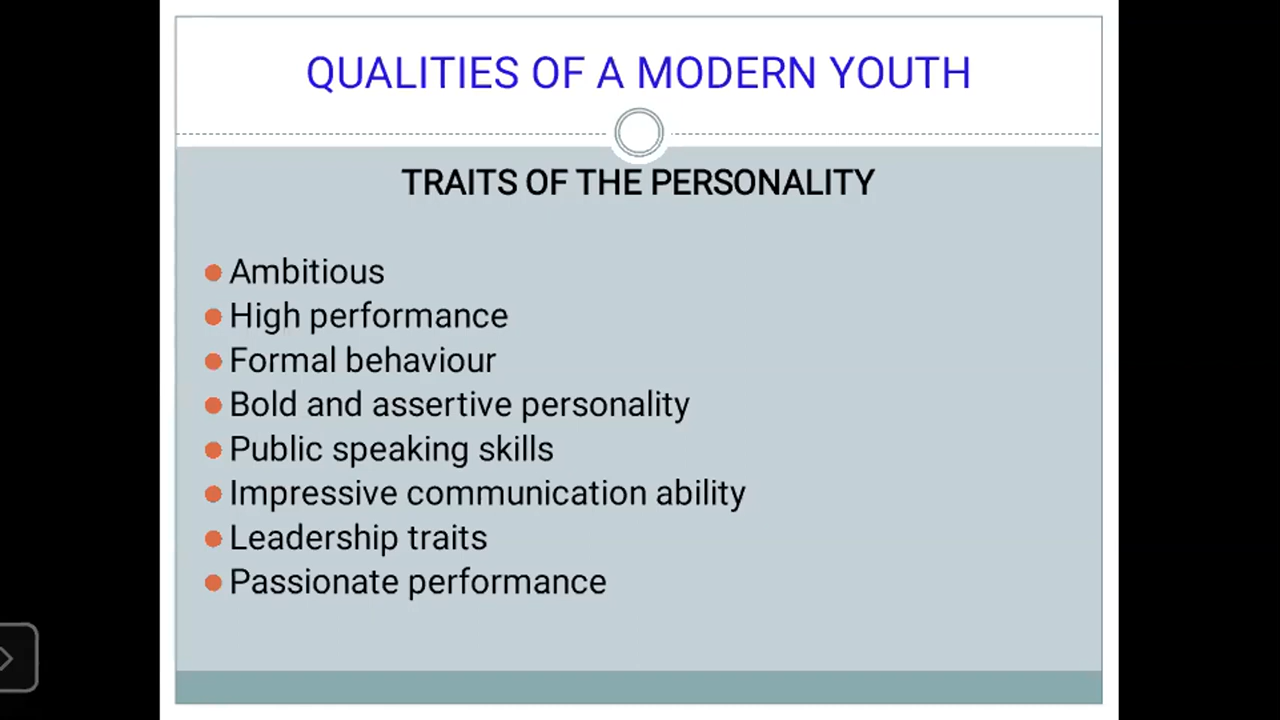 QUALITIES OF A MODERN YOUTH
TRAITS OF THE PERSONALITY
Ambitious
High performance
Formal behaviour
Bold and assertive personality
Public speaking skills
Impressive communication ability
Leadership traits
Passionate performance